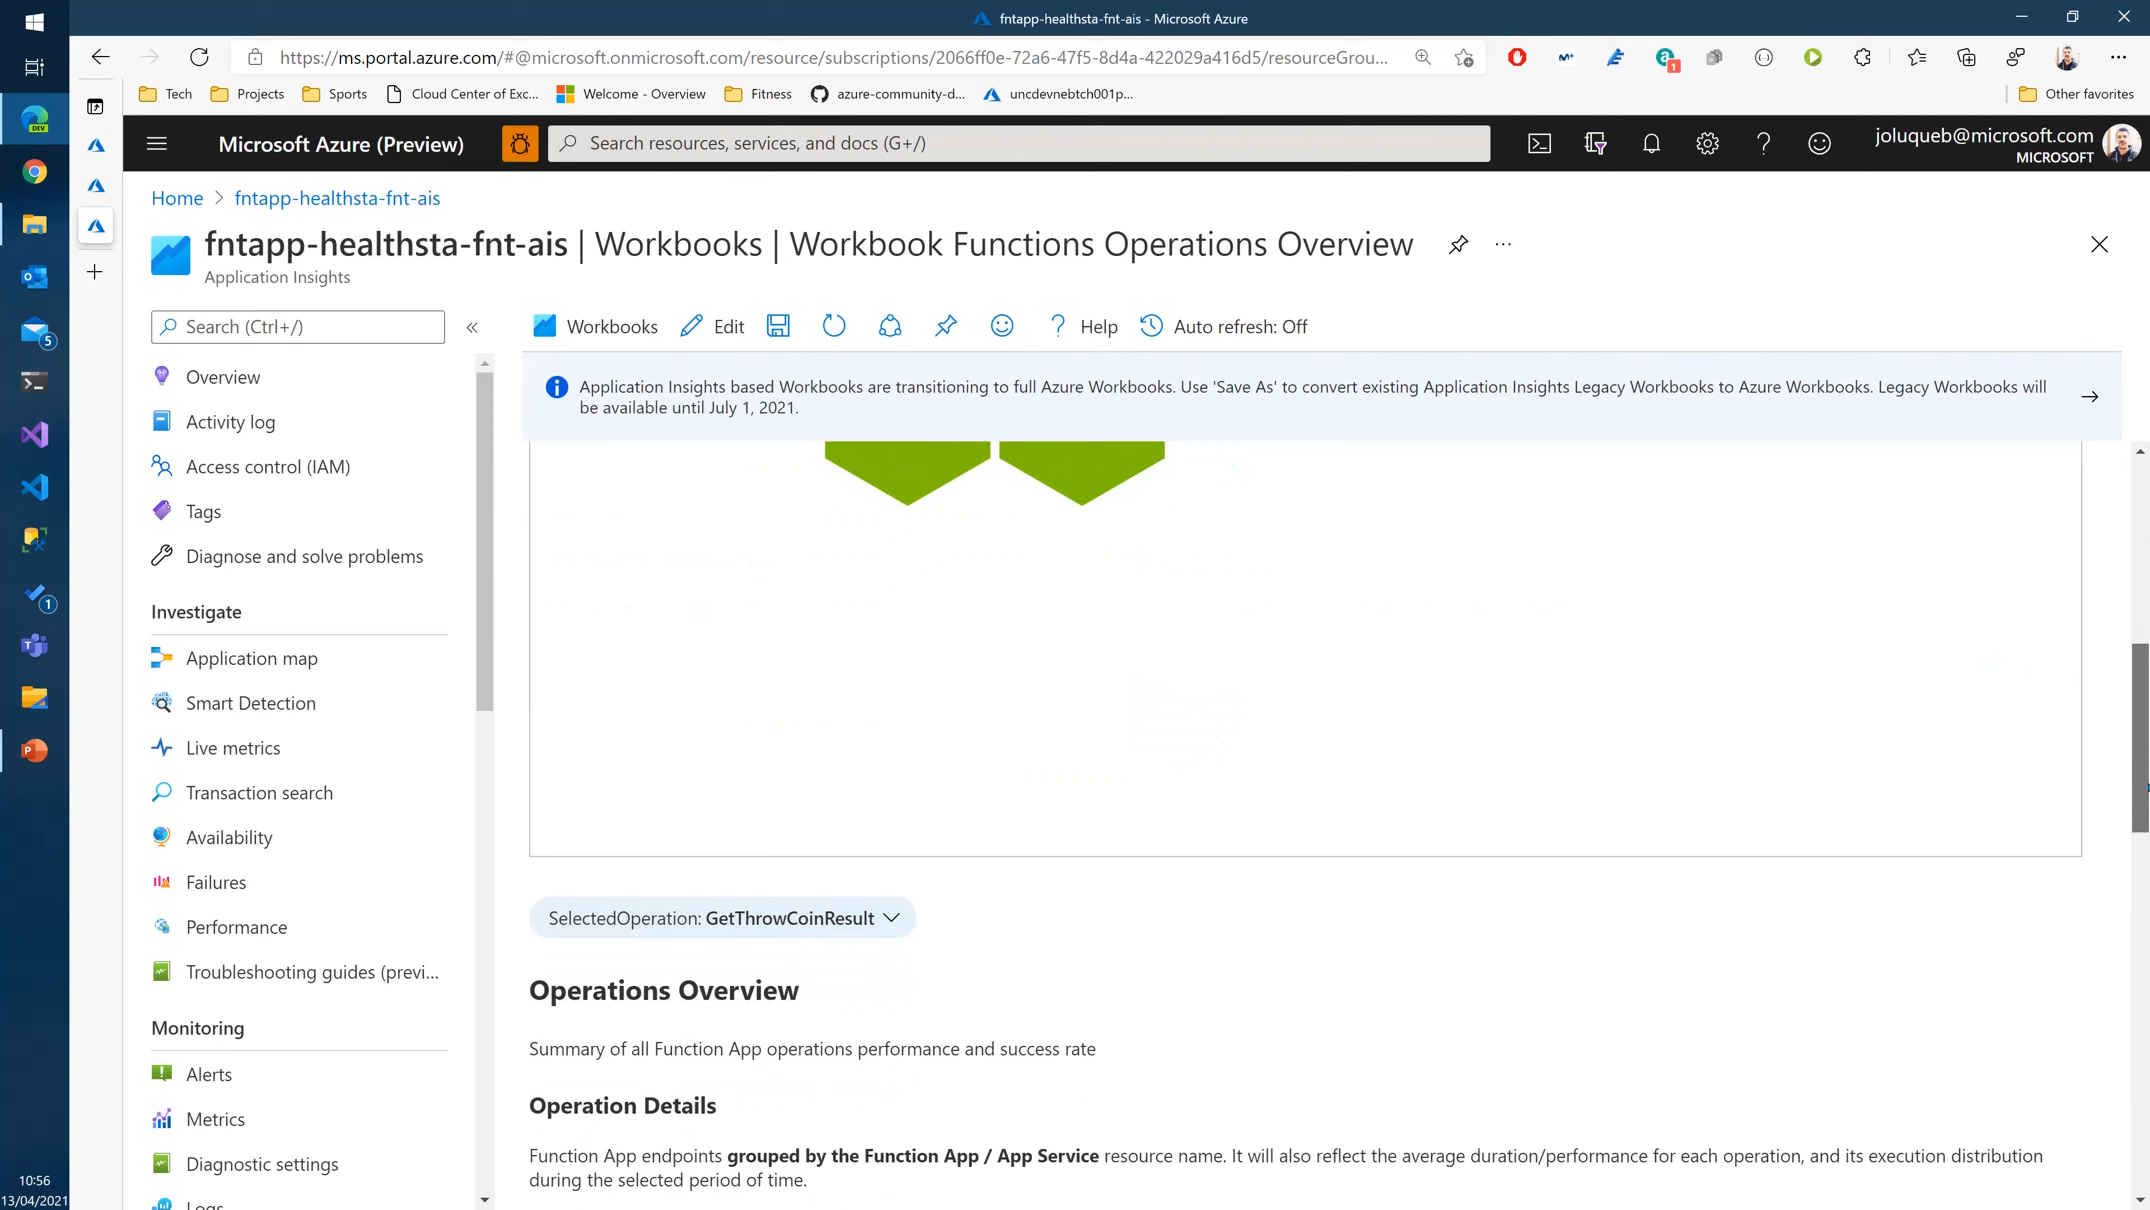 fntapp-healthsta-fnt-ais - Microsoft Azure
https://ms.portal.azure.com/#@microsoft.onmicrosoft.com/resource/subscriptions/2066ff0e-72a6-47f5-8d4a-422029a416d5/resourceGrou...
Tech
Projects
Sports
Cloud Center of Exc...
Welcome - Overview
Fitness
azure-community-d...
uncdevnebtch001p...
Other favorites
Microsoft Azure (Preview)
Search resources, services, and docs (G+/)
joluqueb@microsoft.com
MICROSOFT
Home > fntapp-healthsta-fnt-ais
fntapp-healthsta-fnt-ais | Workbooks | Workbook Functions Operations Overview
Application Insights
Search (Ctrl+/)
Workbooks
Edit
Help
Auto refresh: Off
Application Insights based Workbooks are transitioning to full Azure Workbooks. Use 'Save As' to convert existing Application Insights Legacy Workbooks to Azure Workbooks. Legacy Workbooks will
be available until July 1, 2021.
Overview
Activity log
Access control (IAM)
Tags
Diagnose and solve problems
Investigate
Application map
Smart Detection
Live metrics
Transaction search
Availability
Failures
Performance
Troubleshooting guides (previ...
Monitoring
Alerts
Metrics
Diagnostic settings
Logs
SelectedOperation: GetThrowCoinResult
Operations Overview
Summary of all Function App operations performance and success rate
Operation Details
Function App endpoints grouped by the Function App / App Service resource name. It will also reflect the average duration/performance for each operation, and its execution distribution
during the selected period of time.
DEV
5
1
1
10:56
13/04/2021